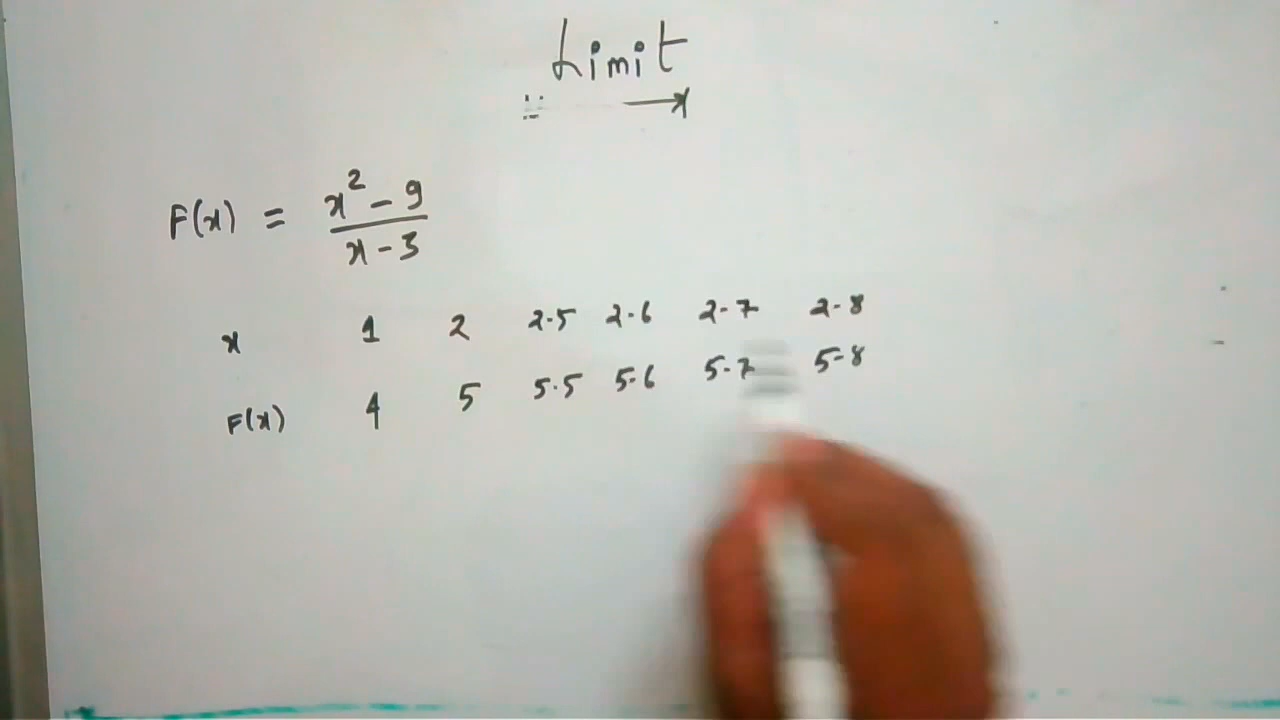 Limit
F(x) = x² - 9 / x - 3
x 1 2 2.5 2.6 2.7 2.8
F(x) 4 5 5.5 5.6 5.7 5.8